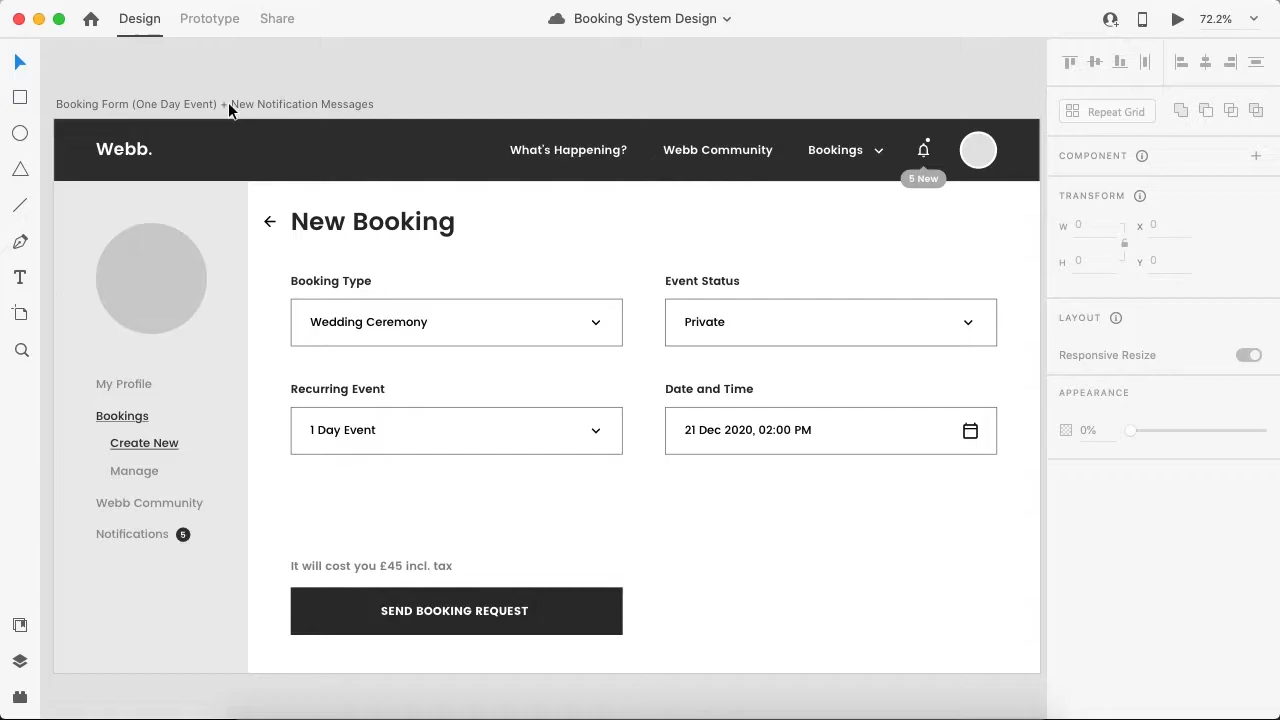 Design Prototype Share Booking System Design 72.2%
Booking Form (One Day Event) + New Notification Messages
Webb. What's Happening? Webb Community Bookings
5 New
New Booking
Booking Type Event Status
Wedding Ceremony Private
Recurring Event Date and Time
1 Day Event 21 Dec 2020, 02:00 PM
My Profile
Bookings
Create New
Manage
Webb Community
Notifications 5
It will cost you £45 incl. tax
SEND BOOKING REQUEST
Repeat Grid
COMPONENT
TRANSFORM
W 0 X 0
H 0 Y 0
LAYOUT
Responsive Resize
APPEARANCE
0%